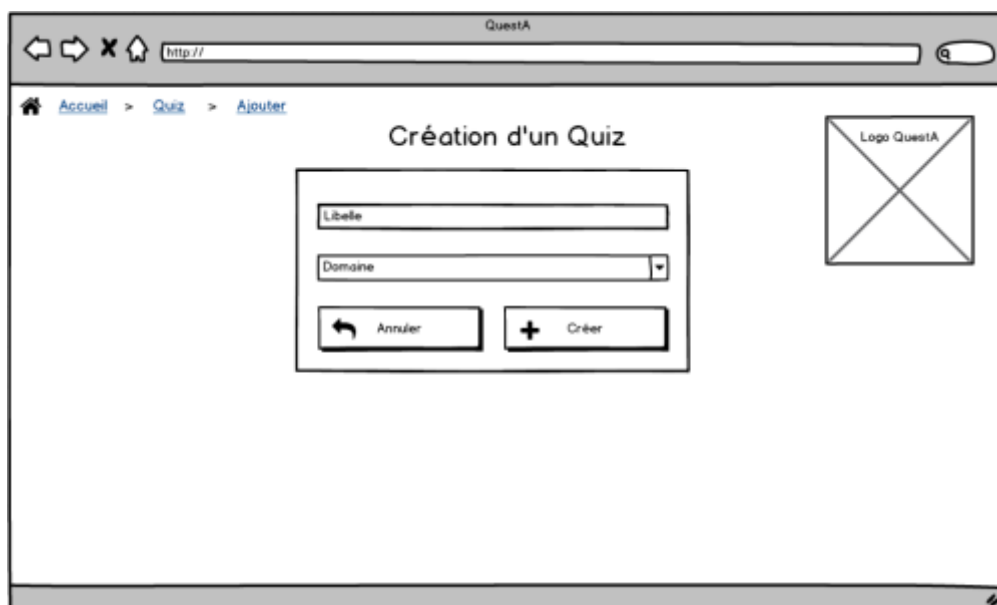 QuestA
http://
Accueil > Quiz > Ajouter
Création d'un Quiz
Logo QuestA
Libelle
Domaine
Annuler
Créer